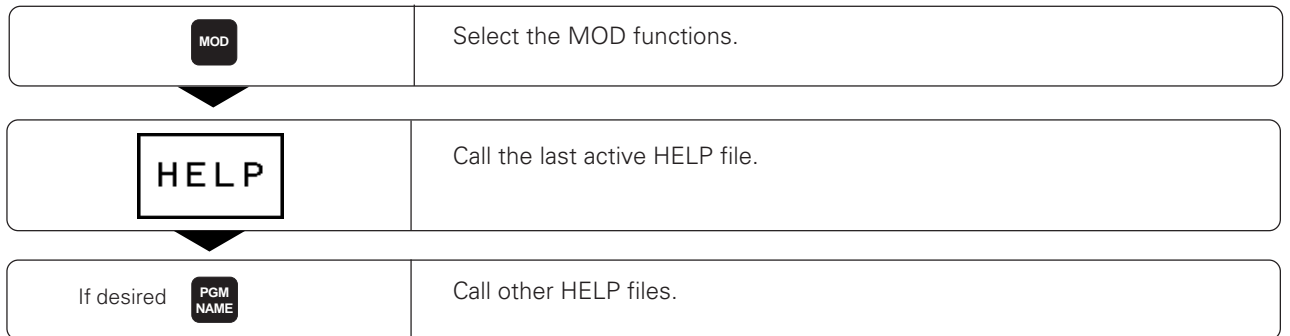 MOD
Select the MOD functions.
HELP
Call the last active HELP file.
If desired
PGM
NAME
Call other HELP files.